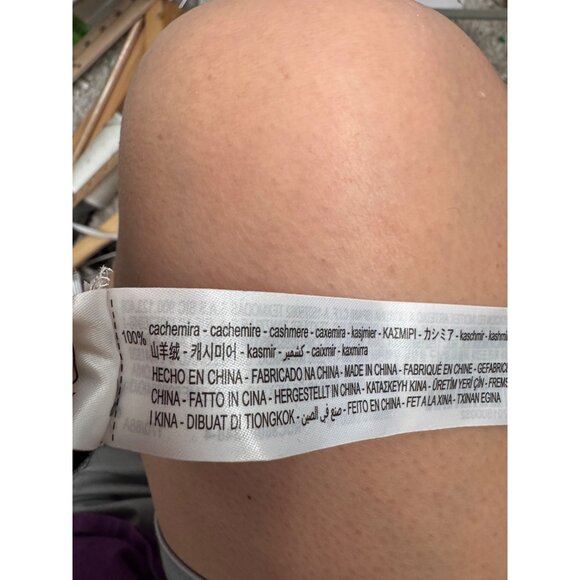 100% cachemira - cachemire - cashmere - caxemira - kasjmier - ΚΑΣΜΙΡΙ - カシミア - kaschmir - kashmi
山羊绒 - 캐시미어 - kasmir - كشمير - caixmir - kaxmirra
HECHO EN CHINA - FABRICADO NA CHINA - MADE IN CHINA - FABRIQUÉ EN CHINE - GEFABRICE
CHINA - FATTO IN CINA - HERGESTELLT IN CHINA - ΚΑΤΑΣΚΕΥΗ ΚΙΝΑ - ÜRETİM YERİ ÇİN - FREMS
I KINA - DIBUAT DI TIONGKOK - صنع في الصين - FEITO EN CHINA - FET A LA XINA - TXINAN EGINA